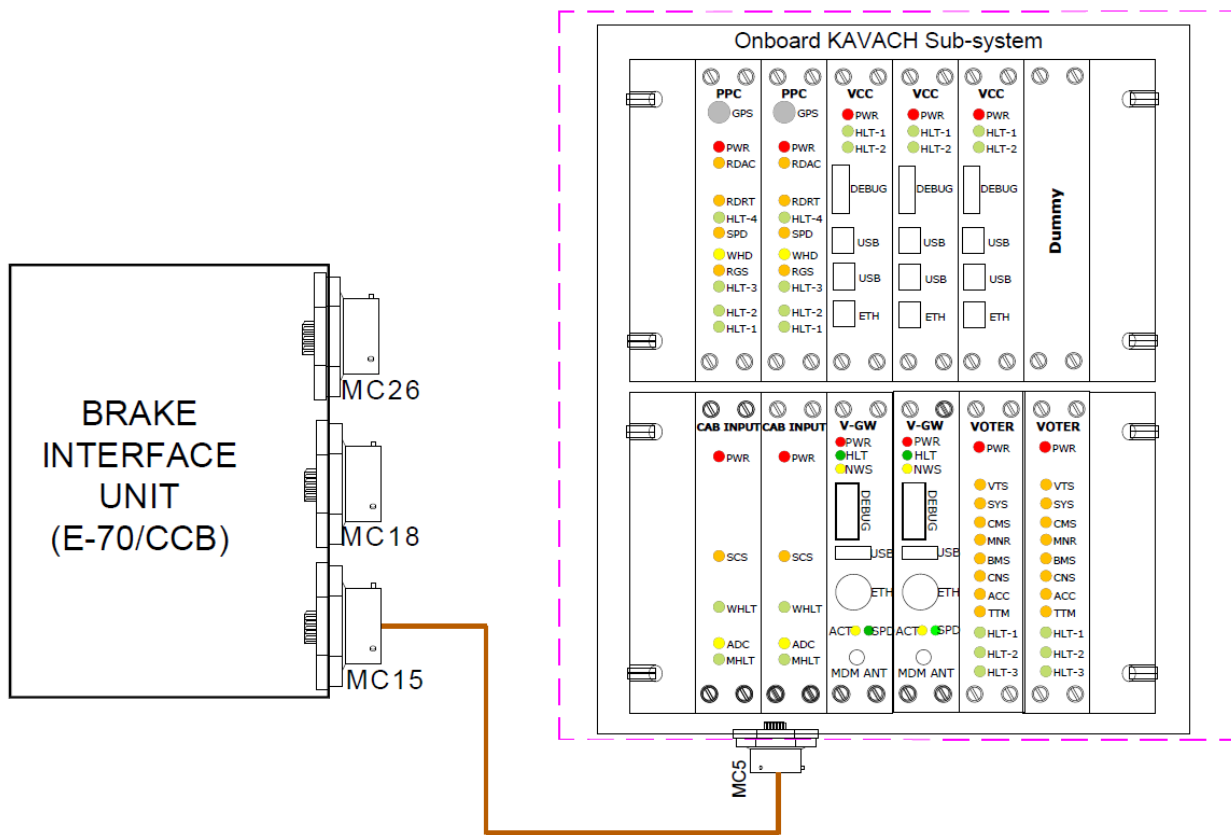 Onboard KAVACH Sub-system
PPC
GPS
PWR
RDAC
RDRT
HLT-4
SPD
WHD
RGS
HLT-3
HLT-2
HLT-1
PPC
GPS
PWR
RDAC
RDRT
HLT-4
SPD
WHD
RGS
HLT-3
HLT-2
HLT-1
VCC
PWR
HLT-1
HLT-2
DEBUG
USB
USB
ETH
VCC
PWR
HLT-1
HLT-2
DEBUG
USB
USB
ETH
VCC
PWR
HLT-1
HLT-2
DEBUG
USB
USB
ETH
Dummy
BRAKE
INTERFACE
UNIT
(E-70/CCB)
MC26
MC18
MC15
CAB INPUT
PWR
SCS
WHLT
ADC
MHLT
CAB INPUT
PWR
SCS
WHLT
ADC
MHLT
V-GW
PWR
HLT
NWS
DEBUG
USB
ETH
ACT SPD
MDM ANT
V-GW
PWR
HLT
NWS
DEBUG
USB
ETH
ACT SPD
MDM ANT
VOTER
PWR
VTS
SYS
CMS
MNR
BMS
CNS
ACC
TTM
HLT-1
HLT-2
HLT-3
VOTER
PWR
VTS
SYS
CMS
MNR
BMS
CNS
ACC
TTM
HLT-1
HLT-2
HLT-3
MC5